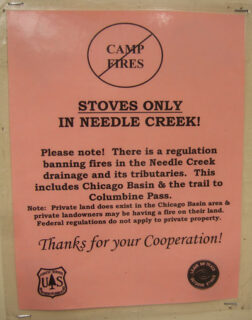 CAMP
FIRES
STOVES ONLY
IN NEEDLE CREEK!
Please note! There is a regulation
banning fires in the Needle Creek
drainage and its tributaries. This
includes Chicago Basin & the trail to
Columbine Pass.
Note: Private land does exist in the Chicago Basin area &
private landowners may be having a fire on their land.
Federal regulations do not apply to private property.
Thanks for your Cooperation!
U S